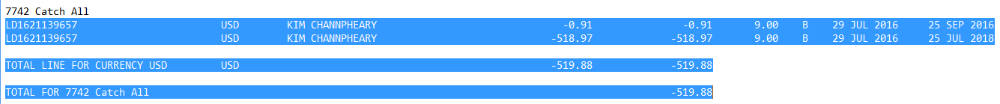 7742 Catch All
LD1621139657 USD KIM CHANNPHEARY -0.91 -0.91 9.00 B 29 JUL 2016 25 SEP 2016
LD1621139657 USD KIM CHANNPHEARY -518.97 -518.97 9.00 B 29 JUL 2016 25 JUL 2018
TOTAL LINE FOR CURRENCY USD USD -519.88 -519.88
TOTAL FOR 7742 Catch All -519.88